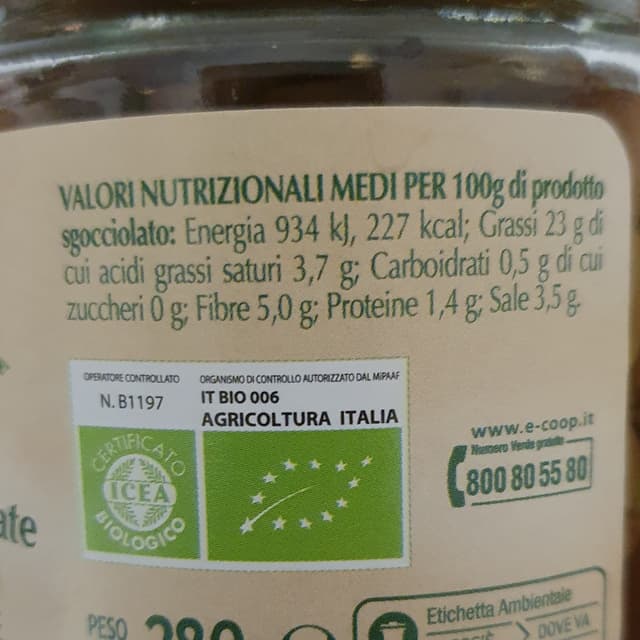 VALORI NUTRIZIONALI MEDI PER 100g di prodotto
sgocciolato: Energia 934 kJ, 227 kcal; Grassi 23 g di
cui acidi grassi saturi 3,7 g; Carboidrati 0,5 g di cui
zuccheri 0 g; Fibre 5,0 g; Proteine 1,4 g; Sale 3,5 g.
OPERATORE CONTROLLATO
N. B1197
ORGANISMO DI CONTROLLO AUTORIZZATO DAL MiPAAF
IT BIO 006
AGRICOLTURA ITALIA
CERTIFICATO
ICEA
BIOLOGICO
www.e-coop.it
Numero Verde gratuito
800 80 55 80
ate
PESO
280
Etichetta Ambientale
DOVE VA